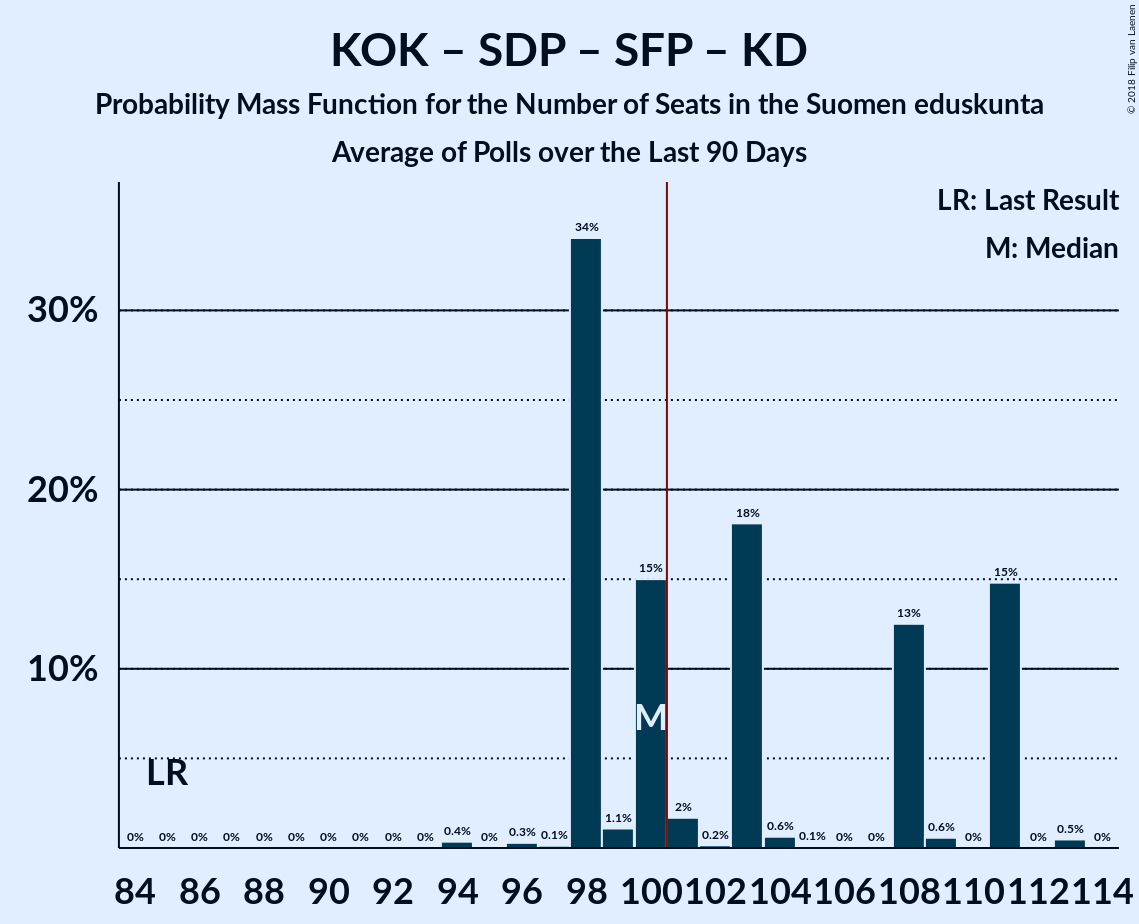 KOK – SDP – SFP – KD
Probability Mass Function for the Number of Seats in the Suomen eduskunta
Average of Polls over the Last 90 Days
© 2018 Filip van Laenen
LR: Last Result
M: Median
30%
20%
10%
34%
15%
18%
13%
15%
M
LR
0% 0% 0% 0% 0% 0% 0% 0% 0% 0% 0.4% 0% 0.3% 0.1% 1.1% 2% 0.2% 0.6% 0.1% 0% 0% 0.6% 0% 0% 0.5% 0%
84 86 88 90 92 94 96 98 100 102 104 106 108 110 112 114